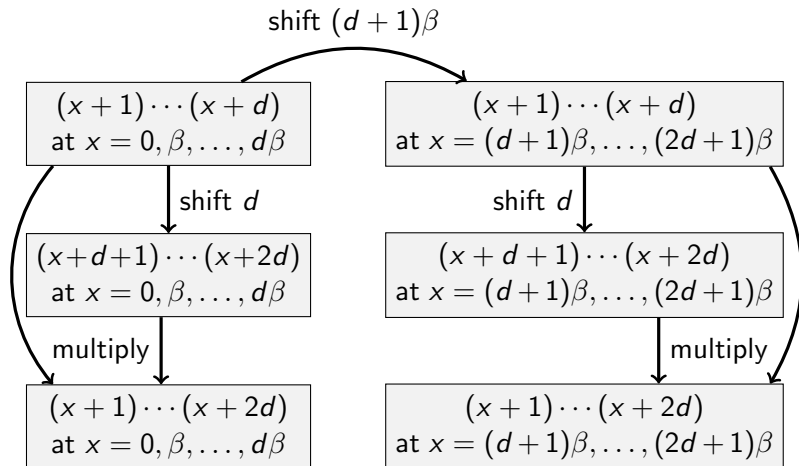 shift (d + 1)β
(x + 1) ⋯ (x + d)
at x = 0, β, . . . , dβ
(x + 1) ⋯ (x + d)
at x = (d + 1)β, . . . , (2d + 1)β
shift d
shift d
(x+d+1) ⋯ (x+2d)
at x = 0, β, . . . , dβ
(x + d + 1) ⋯ (x + 2d)
at x = (d + 1)β, . . . , (2d + 1)β
multiply
multiply
(x + 1) ⋯ (x + 2d)
at x = 0, β, . . . , dβ
(x + 1) ⋯ (x + 2d)
at x = (d + 1)β, . . . , (2d + 1)β